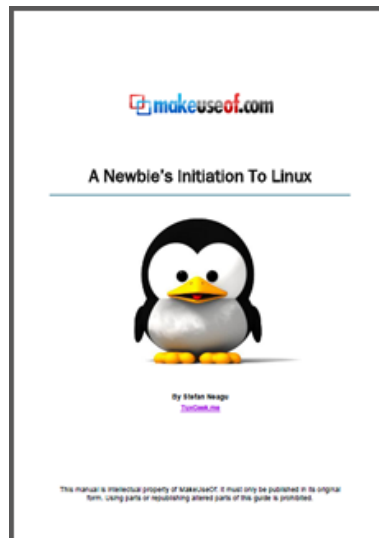 makeuseof.com
A Newbie's Initiation To Linux
By Stefan Neagu
TuxGeek.me
This manual is intellectual property of MakeUseOf. It must only be published in its original
form. Using parts or republishing altered parts of this guide is prohibited.